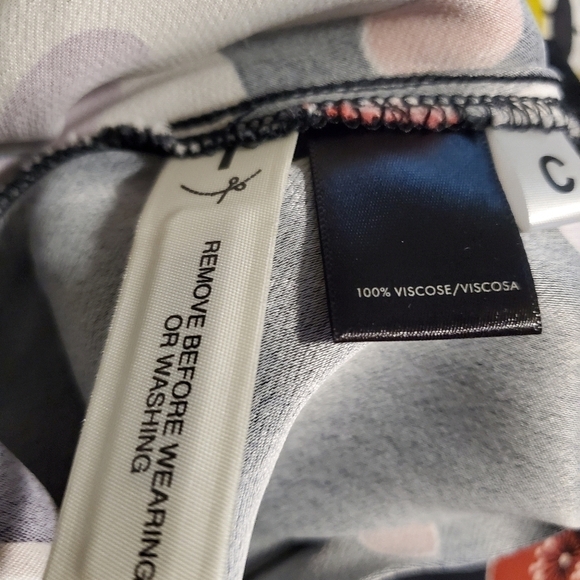 REMOVE BEFORE WEARING
OR WASHING
100% VISCOSE/VISCOSA
C